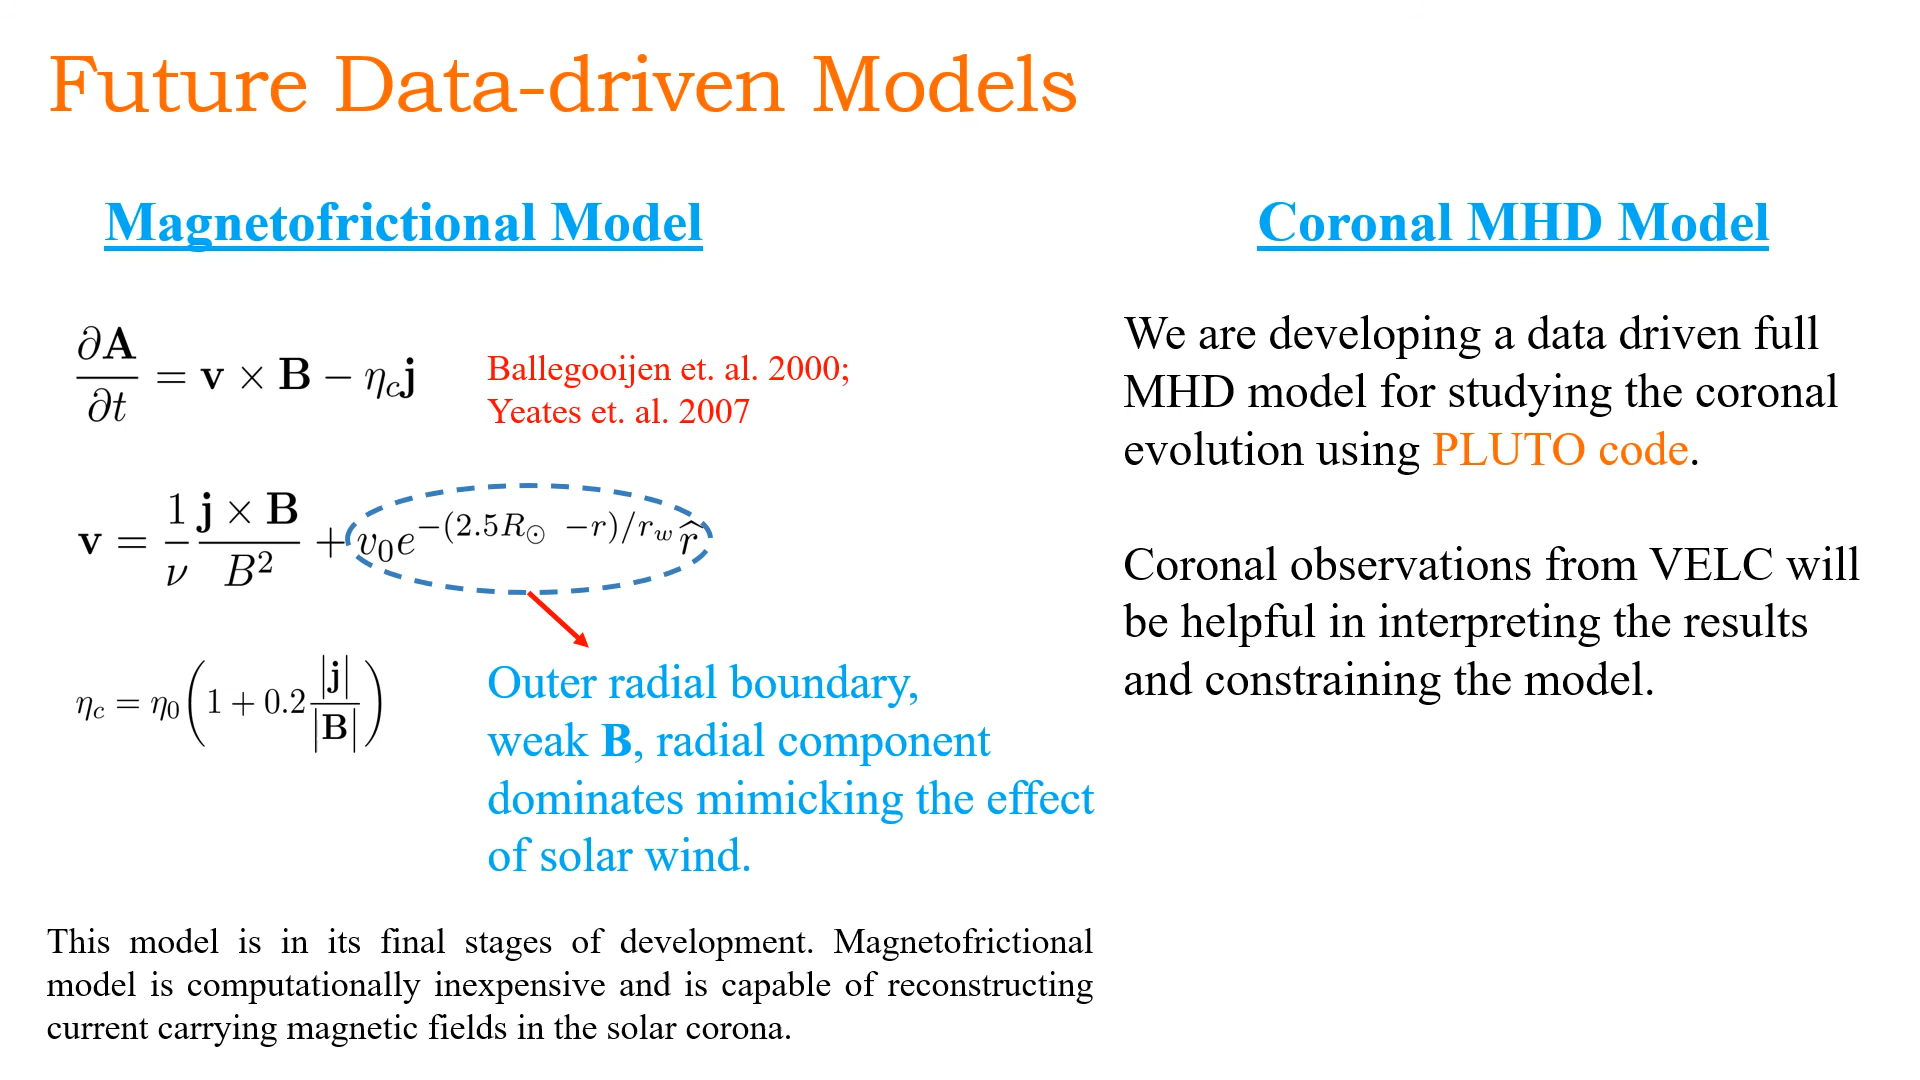 Future Data-driven Models
Magnetofrictional Model
∂A/∂t = v × B − η_c j
Ballegooijen et. al. 2000;
Yeates et. al. 2007
v = (1/ν) (j × B)/B² + v₀e^{−(2.5R_⊙ −r)/r_w} r̂
η_c = η₀(1 + 0.2 |j|/|B|)
Outer radial boundary,
weak B, radial component
dominates mimicking the effect
of solar wind.
This model is in its final stages of development. Magnetofrictional
model is computationally inexpensive and is capable of reconstructing
current carrying magnetic fields in the solar corona.
Coronal MHD Model
We are developing a data driven full
MHD model for studying the coronal
evolution using PLUTO code.
Coronal observations from VELC will
be helpful in interpreting the results
and constraining the model.